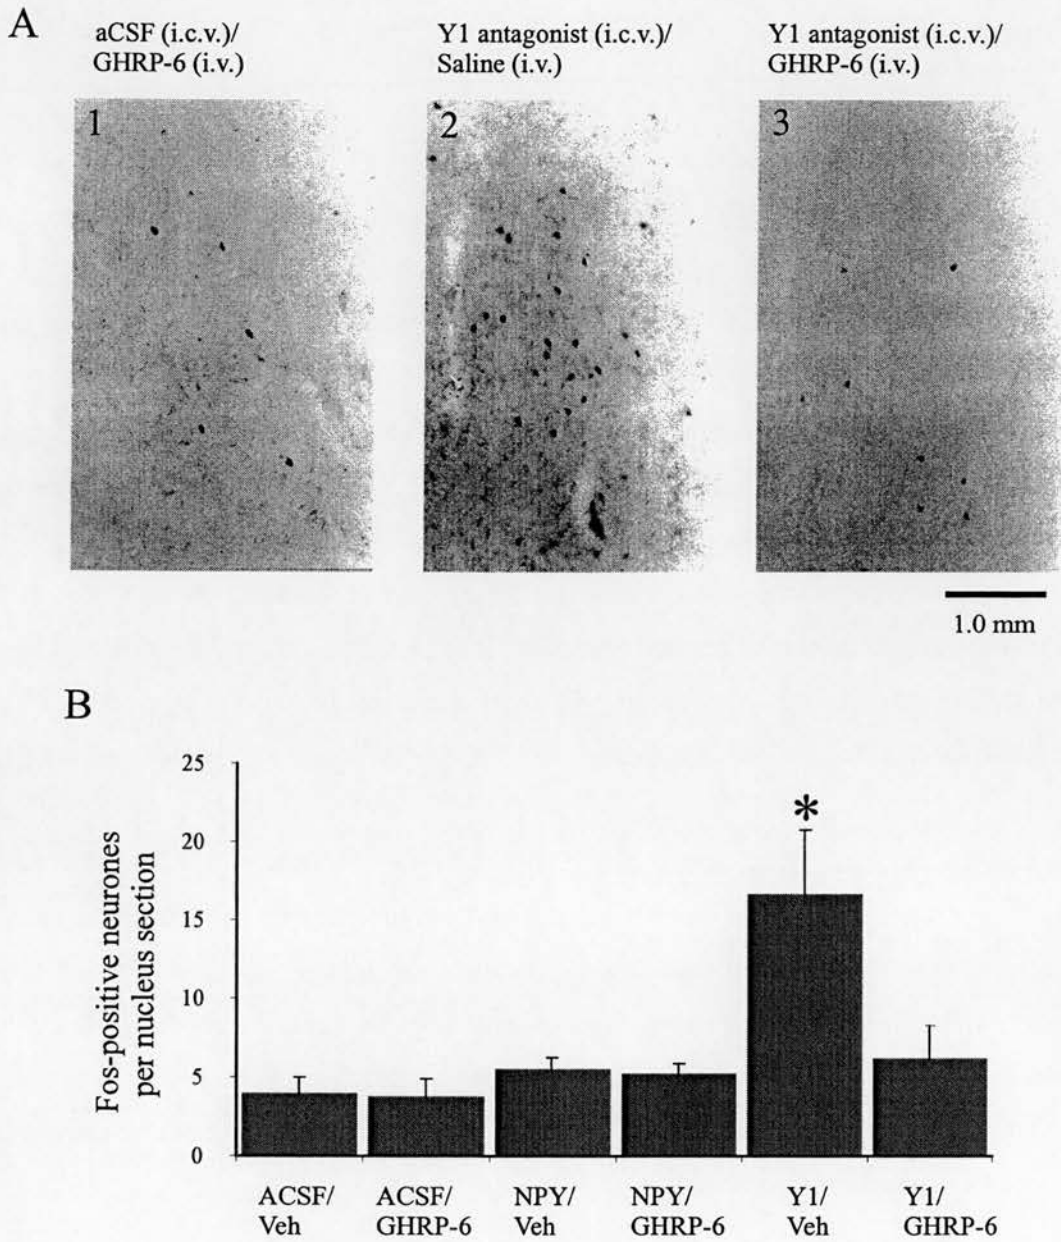 A
aCSF (i.c.v.)/
GHRP-6 (i.v.)
Y1 antagonist (i.c.v.)/
Saline (i.v.)
Y1 antagonist (i.c.v.)/
GHRP-6 (i.v.)
1
2
3
1.0 mm
B
Fos-positive neurones
per nucleus section
25
20
15
10
5
0
*
ACSF/
Veh
ACSF/
GHRP-6
NPY/
Veh
NPY/
GHRP-6
Y1/
Veh
Y1/
GHRP-6